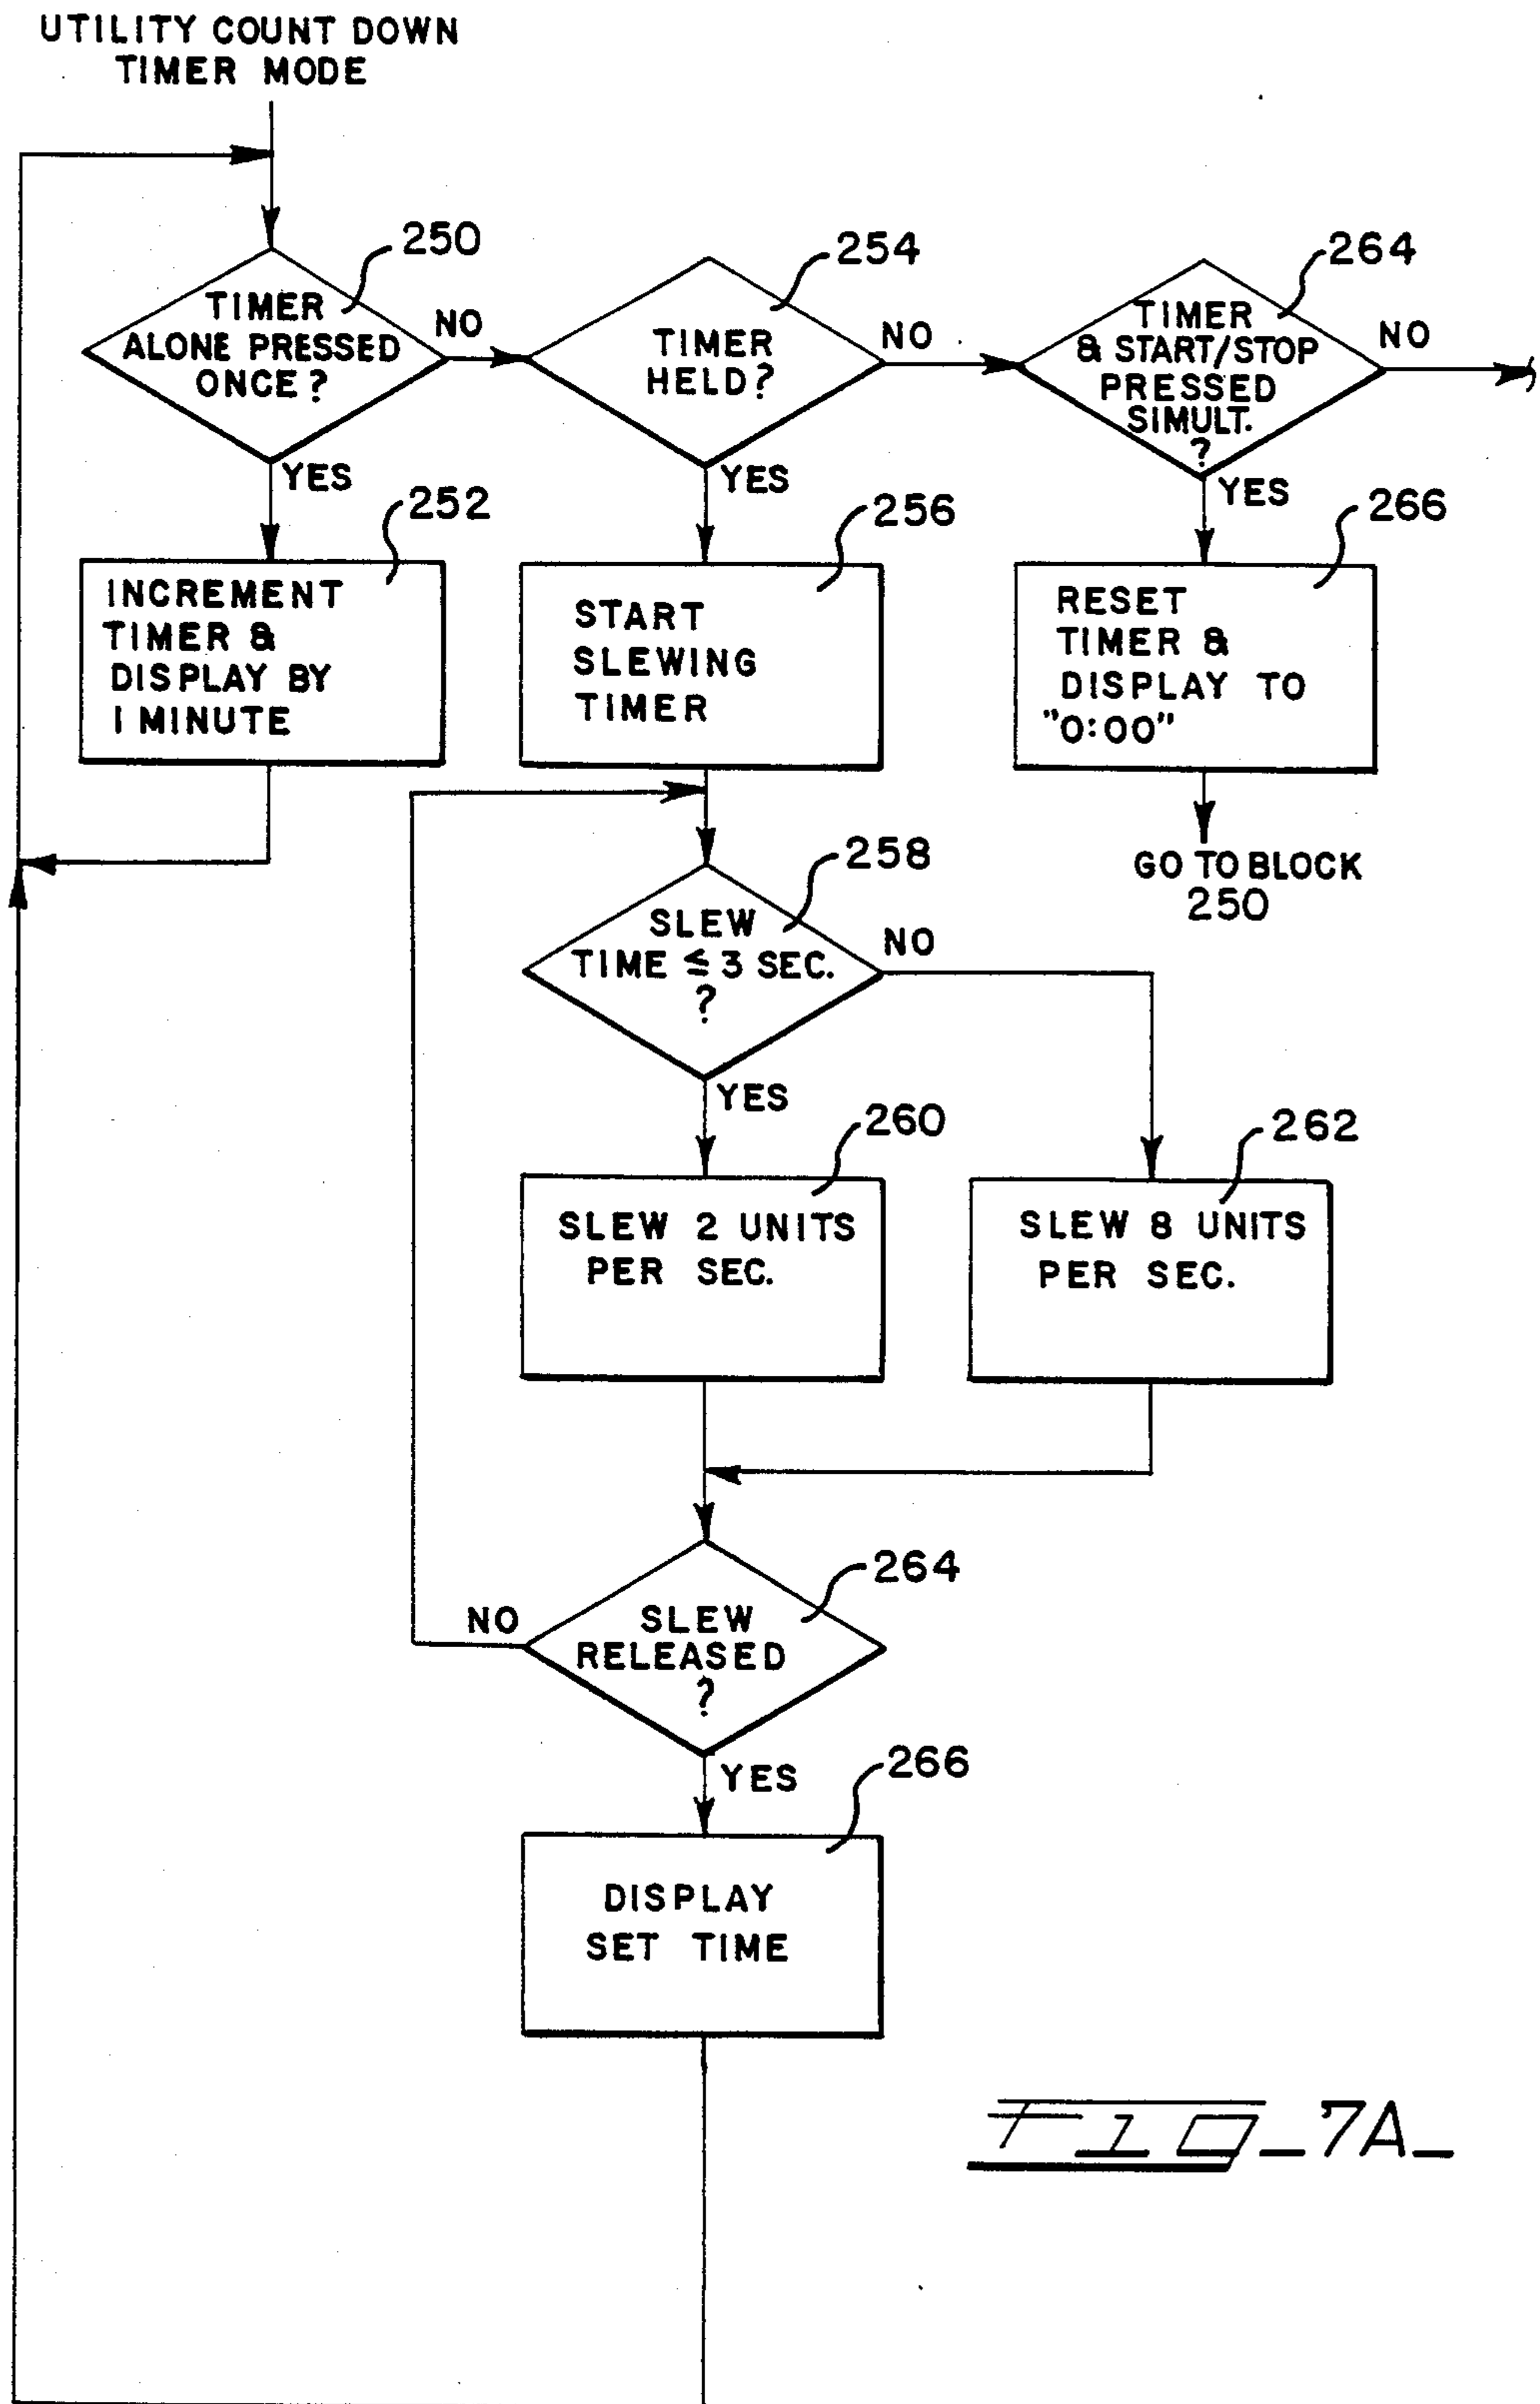 UTILITY COUNT DOWN
TIMER MODE
250
TIMER
ALONE PRESSED
ONCE?
NO
YES
254
TIMER
HELD?
NO
YES
264
TIMER
& START/STOP
PRESSED
SIMULT.
?
NO
YES
252
INCREMENT
TIMER &
DISPLAY BY
1 MINUTE
256
START
SLEWING
TIMER
266
RESET
TIMER &
DISPLAY TO
"0:00"
GO TO BLOCK
250
258
SLEW
TIME ≦ 3 SEC.
?
NO
YES
260
SLEW 2 UNITS
PER SEC.
262
SLEW 8 UNITS
PER SEC.
264
SLEW
RELEASED
?
NO
YES
266
DISPLAY
SET TIME
FIG_7A_